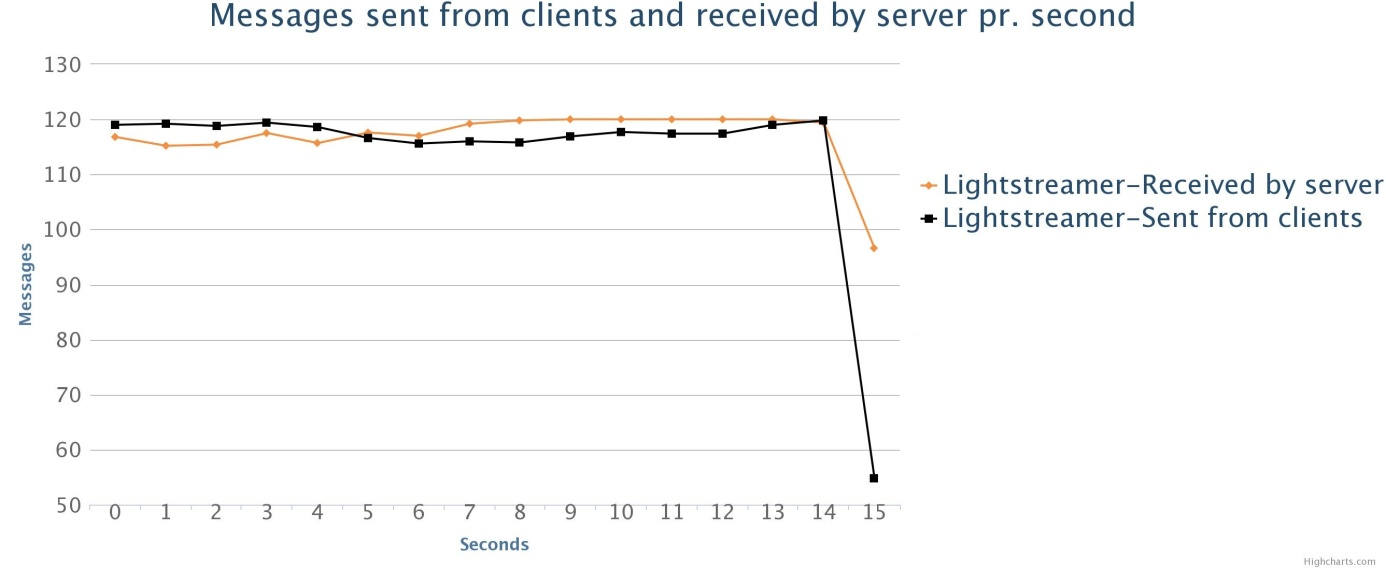 Messages sent from clients and received by server pr. second
130
120
110
100
90
80
70
60
50
Messages
0 1 2 3 4 5 6 7 8 9 10 11 12 13 14 15
Seconds
Lightstreamer-Received by server
Lightstreamer-Sent from clients
Highcharts.com